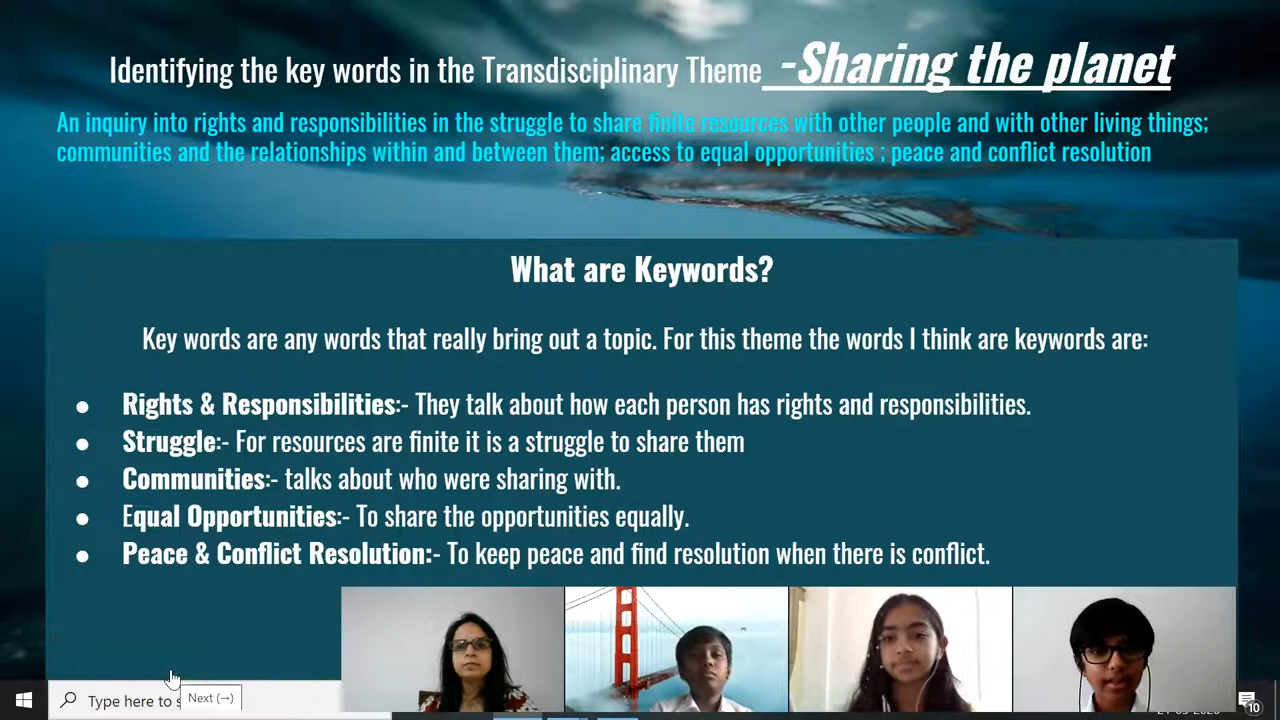 Identifying the key words in the Transdisciplinary Theme -Sharing the planet
An inquiry into rights and responsibilities in the struggle to share finite resources with other people and with other living things;
communities and the relationships within and between them; access to equal opportunities ; peace and conflict resolution
What are Keywords?
Key words are any words that really bring out a topic. For this theme the words I think are keywords are:
● Rights & Responsibilities:- They talk about how each person has rights and responsibilities.
● Struggle:- For resources are finite it is a struggle to share them
● Communities:- talks about who were sharing with.
● Equal Opportunities:- To share the opportunities equally.
● Peace & Conflict Resolution:- To keep peace and find resolution when there is conflict.
Type here to s
Next (→)
10